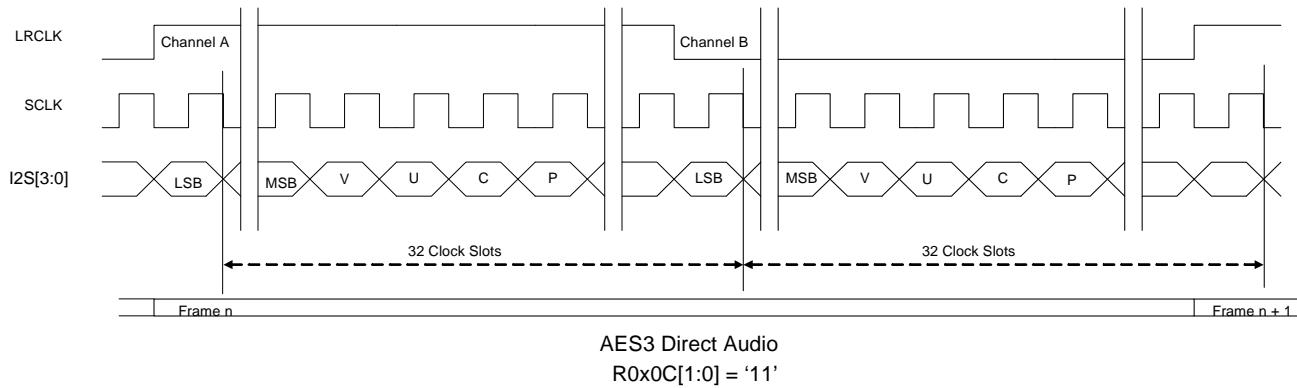 LRCLK
Channel A
Channel B
SCLK
I2S[3:0]
LSB MSB V U C P LSB MSB V U C P
32 Clock Slots 32 Clock Slots
Frame n Frame n + 1
AES3 Direct Audio
R0x0C[1:0] = ‘11’